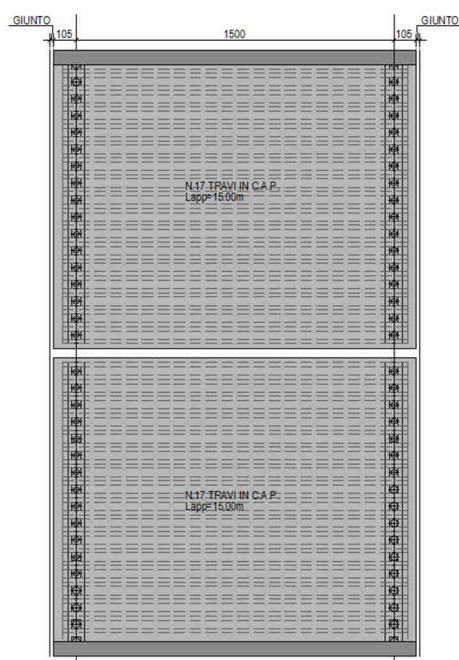 GIUNTO GIUNTO
105 1500 105
N.17 TRAVI IN C.A.P.
Lapp=15.00m
N.17 TRAVI IN C.A.P.
Lapp=15.00m